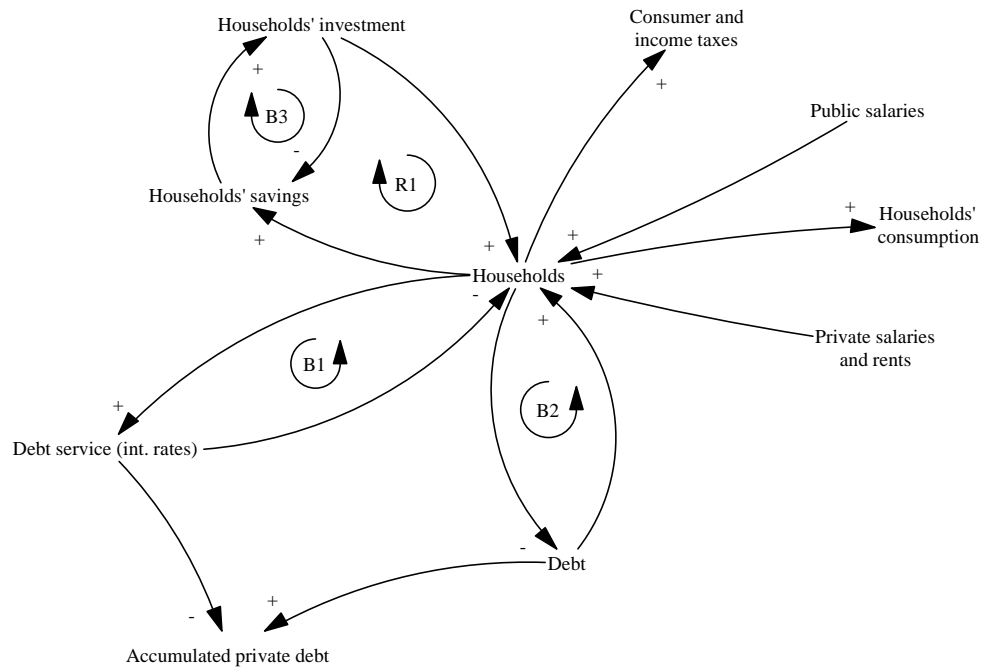 Households' investment
Consumer and
income taxes
+
+
B3
Public salaries
-
R1
Households' savings
+
Households'
consumption
+
+
+
Households
+
-
+
Private salaries
and rents
B1
+
B2
Debt service (int. rates)
-
Debt
+
-
Accumulated private debt